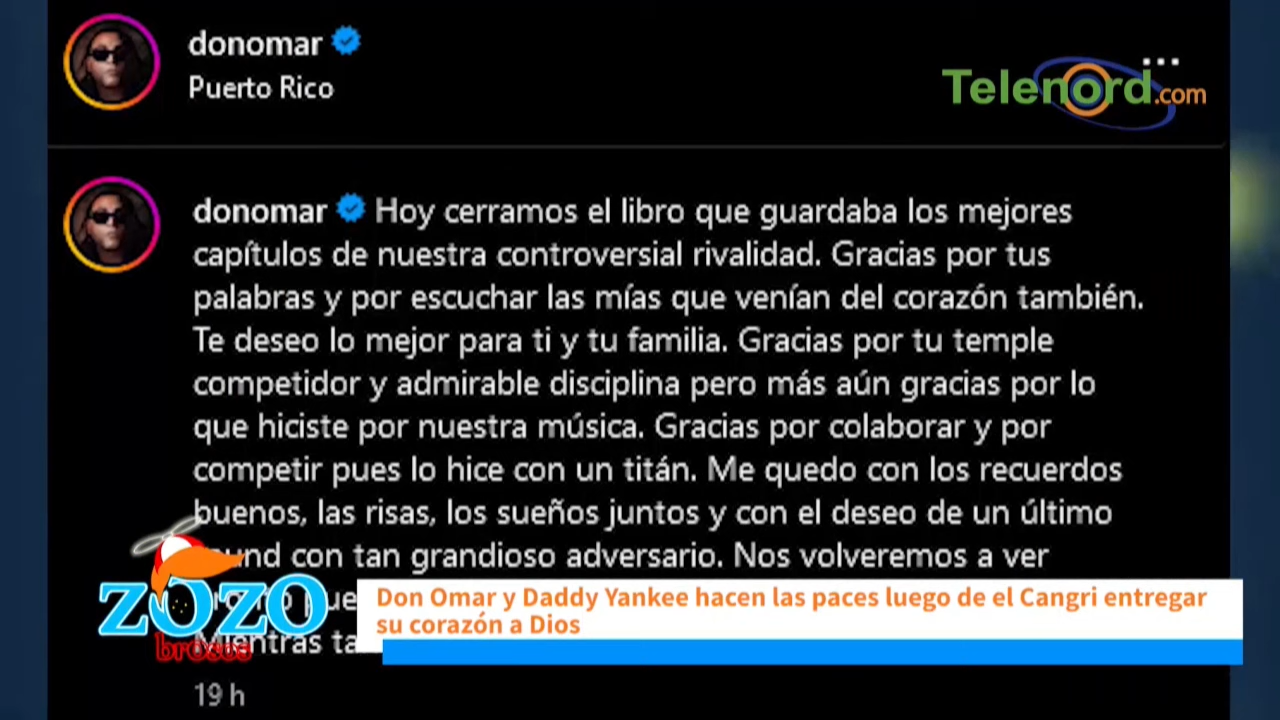 donomar
Puerto Rico
Telenord.com
donomar Hoy cerramos el libro que guardaba los mejores
capítulos de nuestra controversial rivalidad. Gracias por tus
palabras y por escuchar las mías que venían del corazón también.
Te deseo lo mejor para ti y tu familia. Gracias por tu temple
competidor y admirable disciplina pero más aún gracias por lo
que hiciste por nuestra música. Gracias por colaborar y por
competir pues lo hice con un titán. Me quedo con los recuerdos
buenos, las risas, los sueños juntos y con el deseo de un último
con tan grandioso adversario. Nos volveremos a ver
Mientras
19 h
zozo
brosos
Don Omar y Daddy Yankee hacen las paces luego de el Cangri entregar
su corazón a Dios